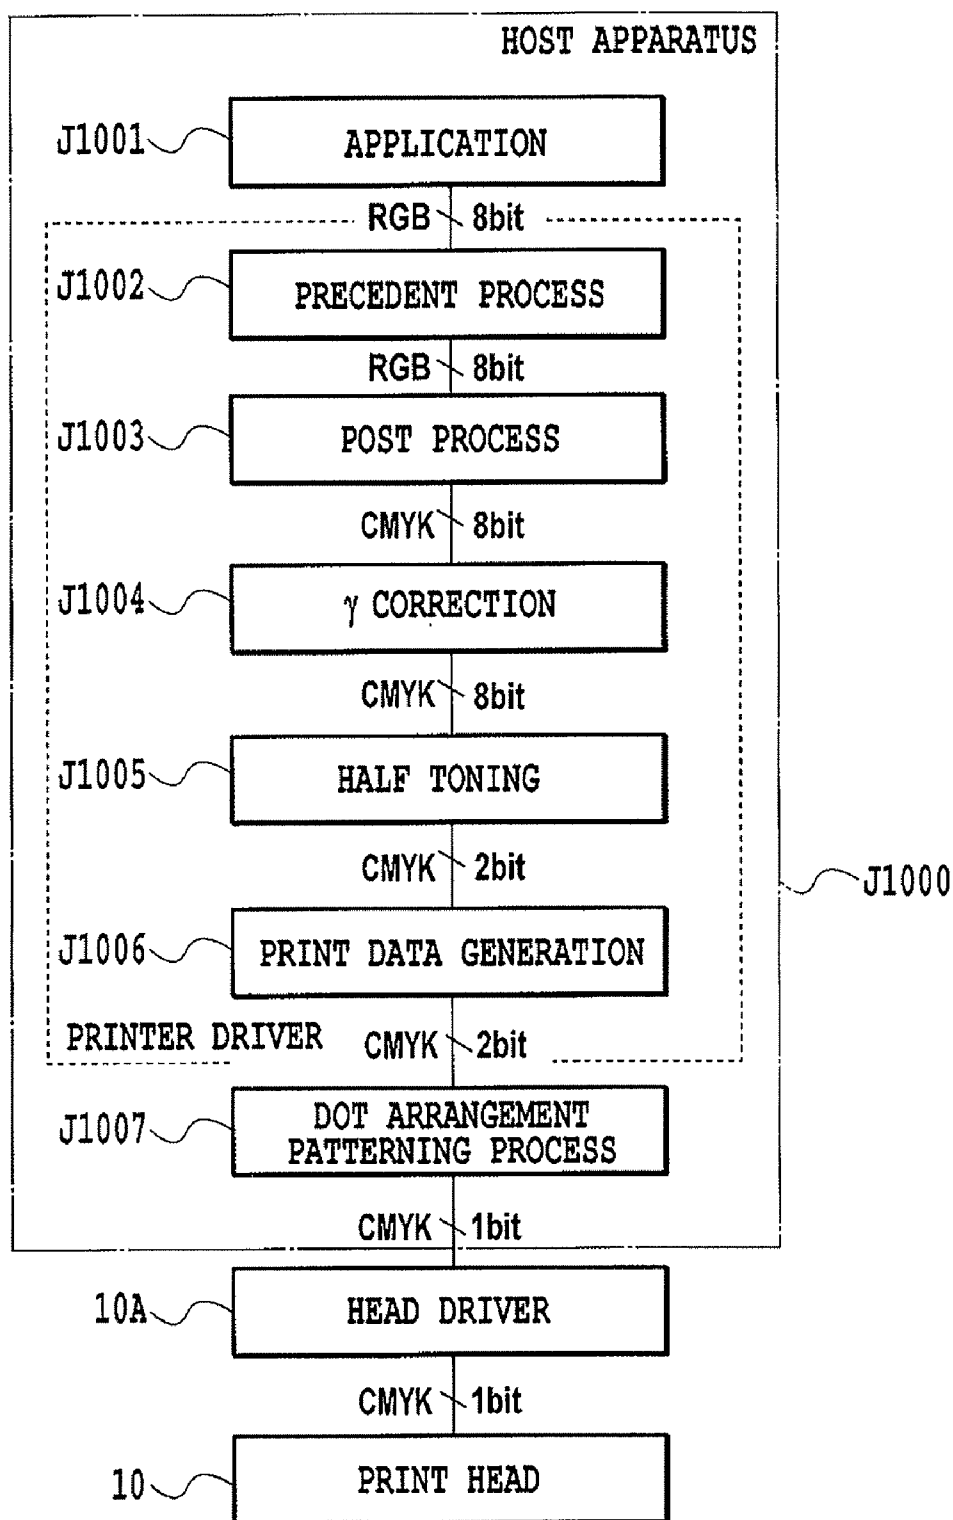 HOST APPARATUS
J1001
APPLICATION
RGB 8bit
J1002
PRECEDENT PROCESS
RGB 8bit
J1003
POST PROCESS
CMYK 8bit
J1004
γ CORRECTION
CMYK 8bit
J1005
HALF TONING
CMYK 2bit
J1000
J1006
PRINT DATA GENERATION
PRINTER DRIVER
CMYK 2bit
J1007
DOT ARRANGEMENT
PATTERNING PROCESS
CMYK 1bit
10A
HEAD DRIVER
CMYK 1bit
10
PRINT HEAD